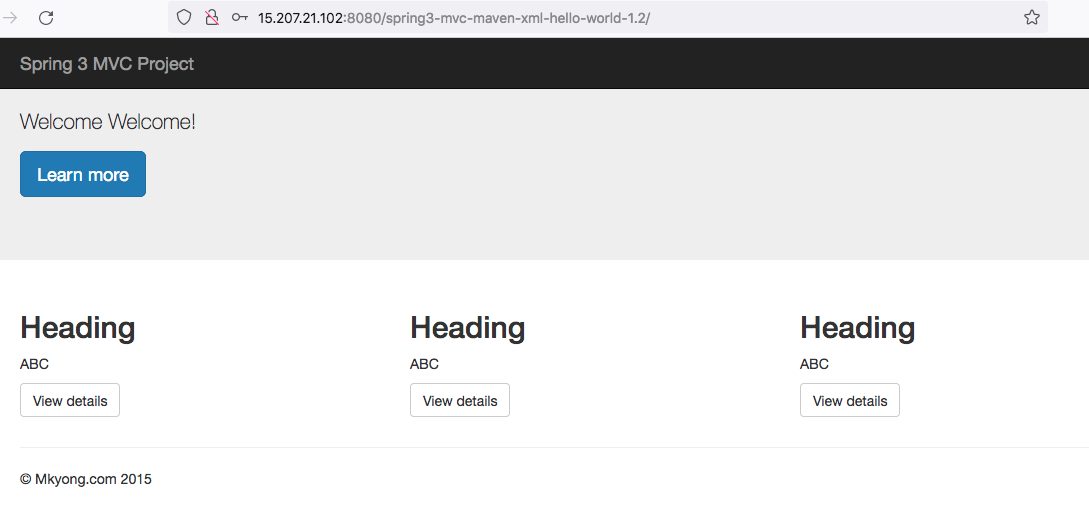 15.207.21.102:8080/spring3-mvc-maven-xml-hello-world-1.2/
Spring 3 MVC Project
Welcome Welcome!
Learn more
Heading Heading Heading
ABC ABC ABC
View details View details View details
© Mkyong.com 2015